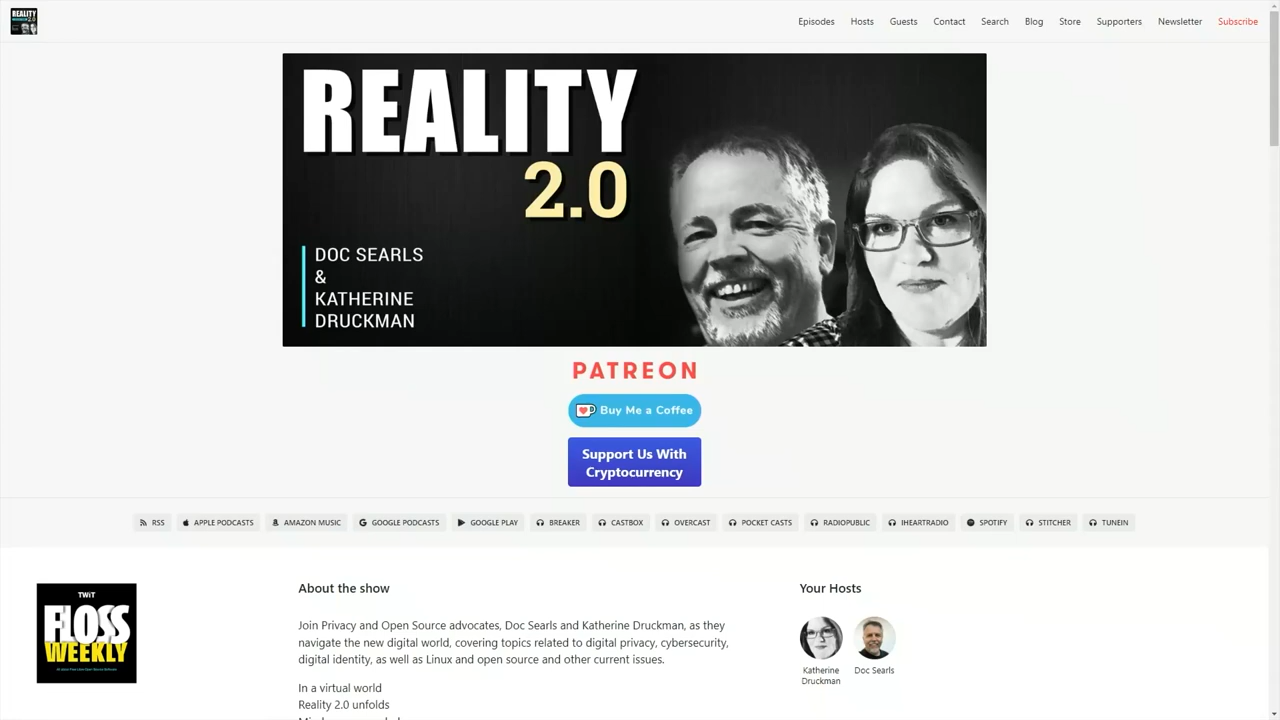 REALITY
2.0
Episodes Hosts Guests Contact Search Blog Store Supporters Newsletter Subscribe
REALITY
2.0
DOC SEARLS
&
KATHERINE
DRUCKMAN
PATREON
Buy Me a Coffee
Support Us With
Cryptocurrency
RSS APPLE PODCASTS AMAZON MUSIC GOOGLE PODCASTS GOOGLE PLAY BREAKER CASTBOX OVERCAST POCKET CASTS RADIOPUBLIC IHEARTRADIO SPOTIFY STITCHER TUNEIN
TWiT
FLOSS
WEEKLY
About the show
Join Privacy and Open Source advocates, Doc Searls and Katherine Druckman, as they
navigate the new digital world, covering topics related to digital privacy, cybersecurity,
digital identity, as well as Linux and open source and other current issues.
In a virtual world
Reality 2.0 unfolds
Your Hosts
Katherine
Druckman
Doc Searls